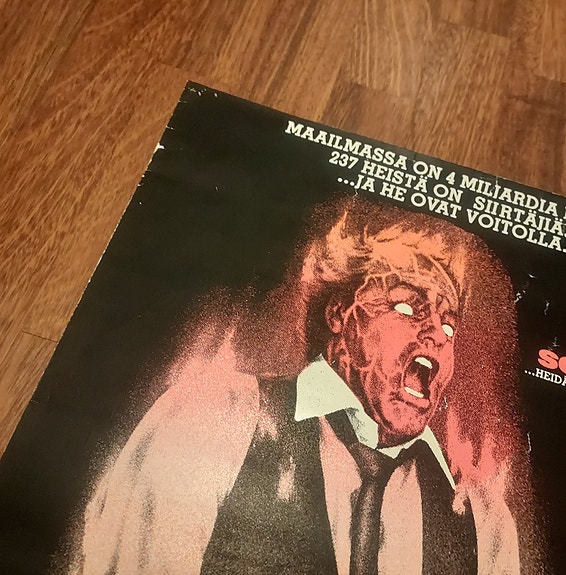 MAAILMASSA ON 4 MILJARDIA
237 HEISTÄ ON SIIRTÄJIÄ
...JA HE OVAT VOITOLLA..